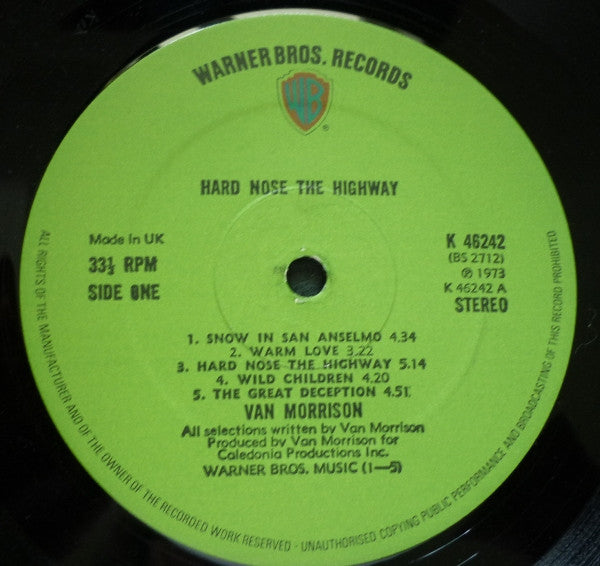 WARNER BROS. RECORDS
WB
®
HARD NOSE THE HIGHWAY
Made in UK
33⅓ RPM
SIDE ONE
K 46242
(BS 2712)
℗ 1973
K 46242 A
STEREO
1. SNOW IN SAN ANSELMO 4.34
2. WARM LOVE 3.22
3. HARD NOSE THE HIGHWAY 5.14
4. WILD CHILDREN 4.20
5. THE GREAT DECEPTION 4.51
VAN MORRISON
All selections written by Van Morrison
Produced by Van Morrison for
Caledonia Productions Inc.
WARNER BROS. MUSIC (1—5)
ALL RIGHTS OF THE MANUFACTURER AND OF THE OWNER OF THE RECORDED WORK RESERVED - UNAUTHORISED COPYING PUBLIC PERFORMANCE AND BROADCASTING OF THIS RECORD PROHIBITED